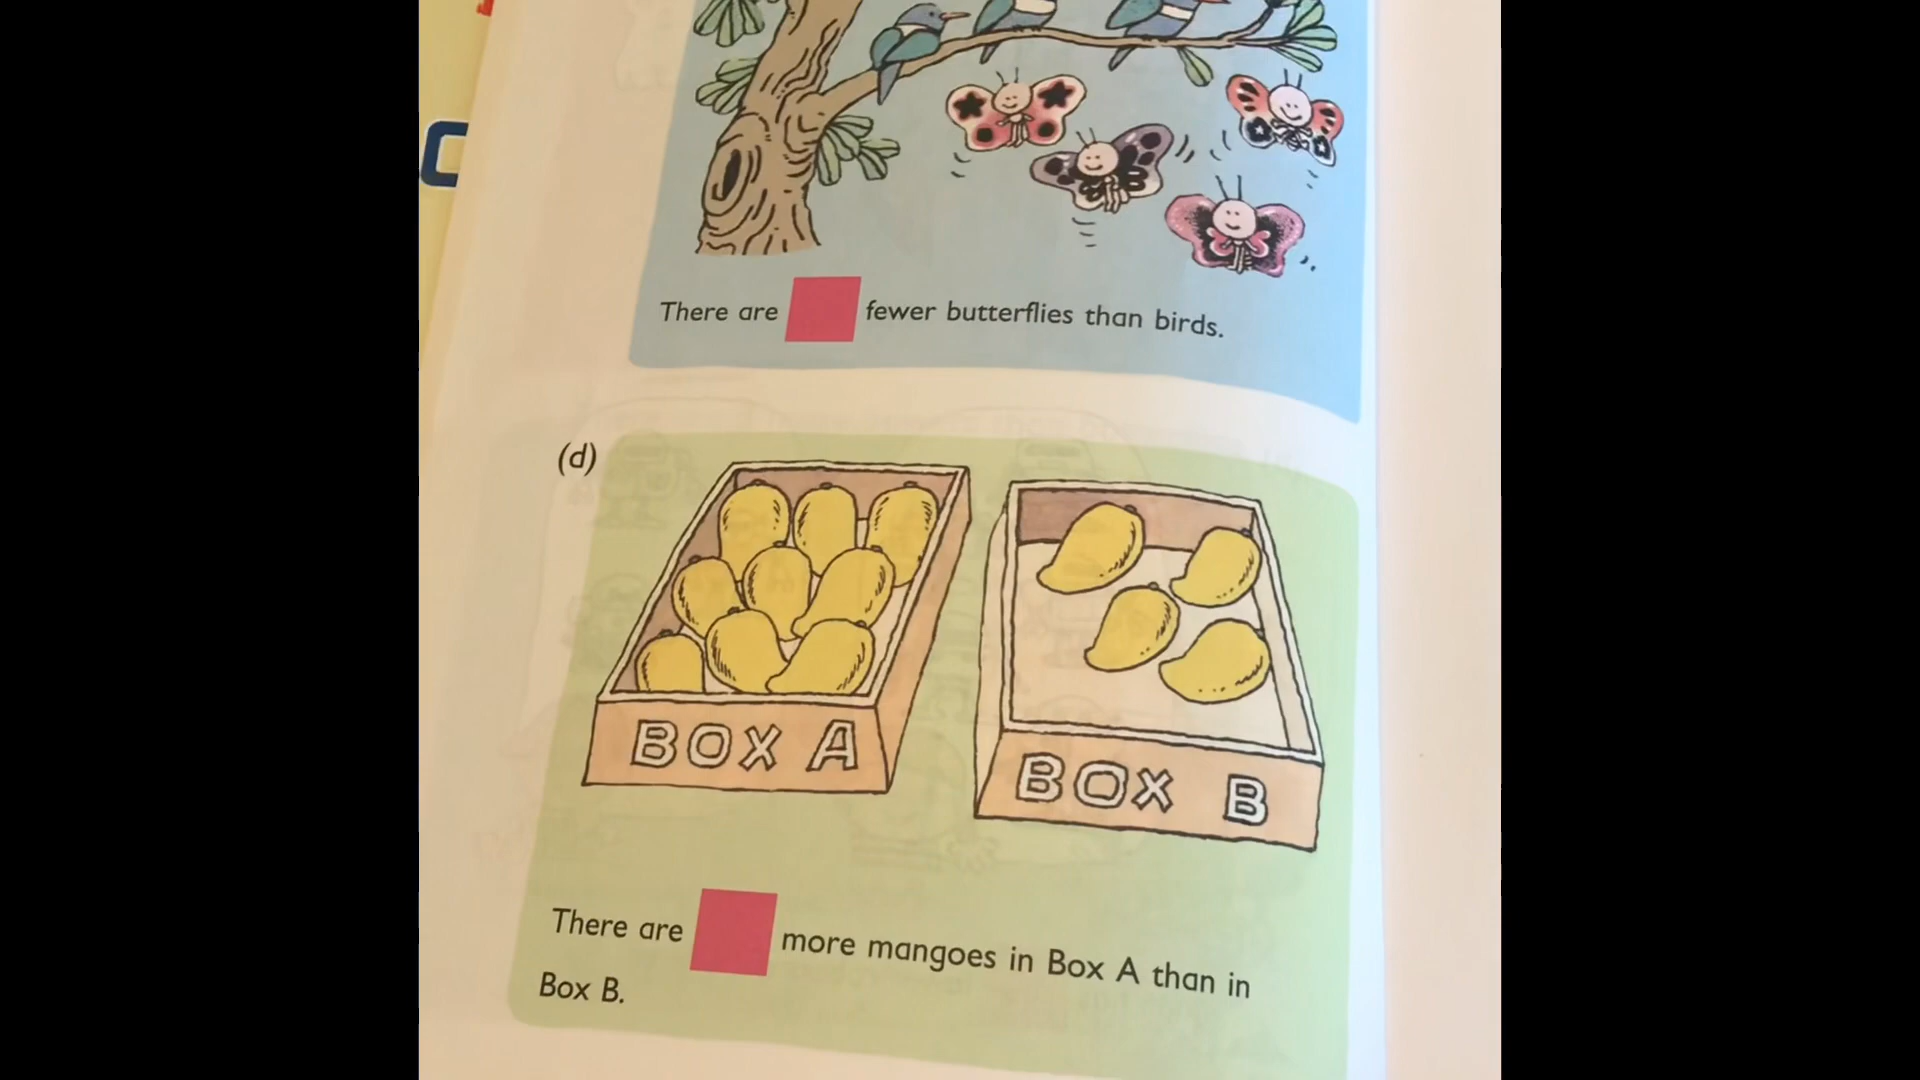 There are fewer butterflies than birds.
(d)
BOX A
BOX B
There are more mangoes in Box A than in
Box B.